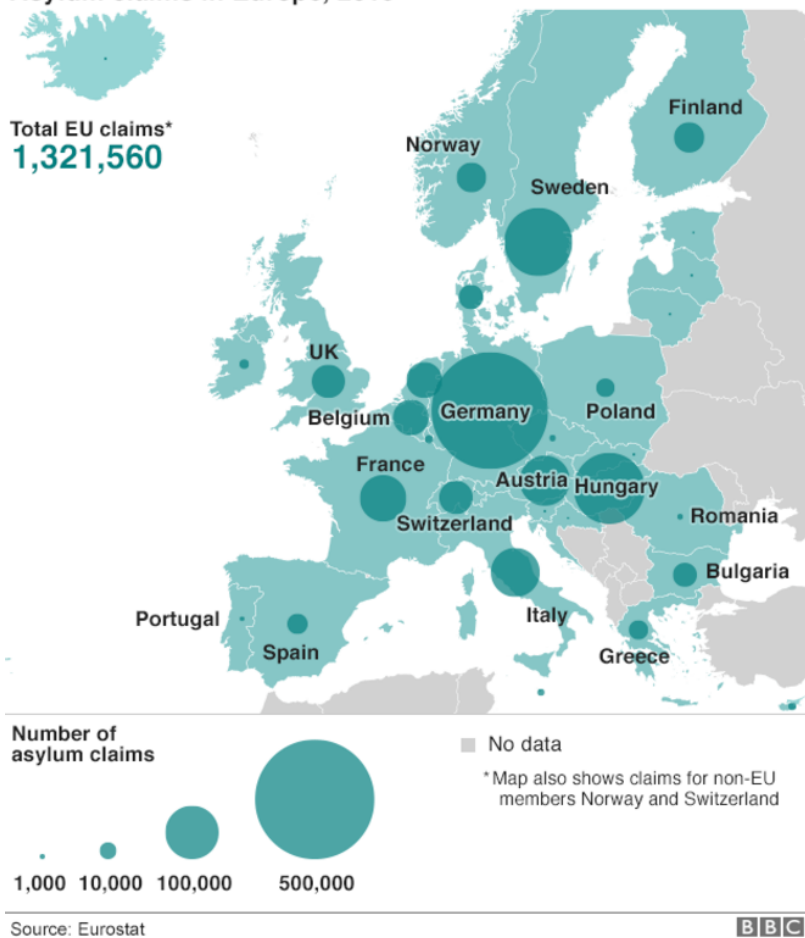 Total EU claims*
1,321,560
Finland
Norway
Sweden
UK
Belgium
Germany
Poland
France
Austria
Hungary
Switzerland
Romania
Bulgaria
Portugal
Italy
Spain
Greece
Number of
asylum claims
No data
*Map also shows claims for non-EU
members Norway and Switzerland
1,000 10,000 100,000 500,000
Source: Eurostat
BBC